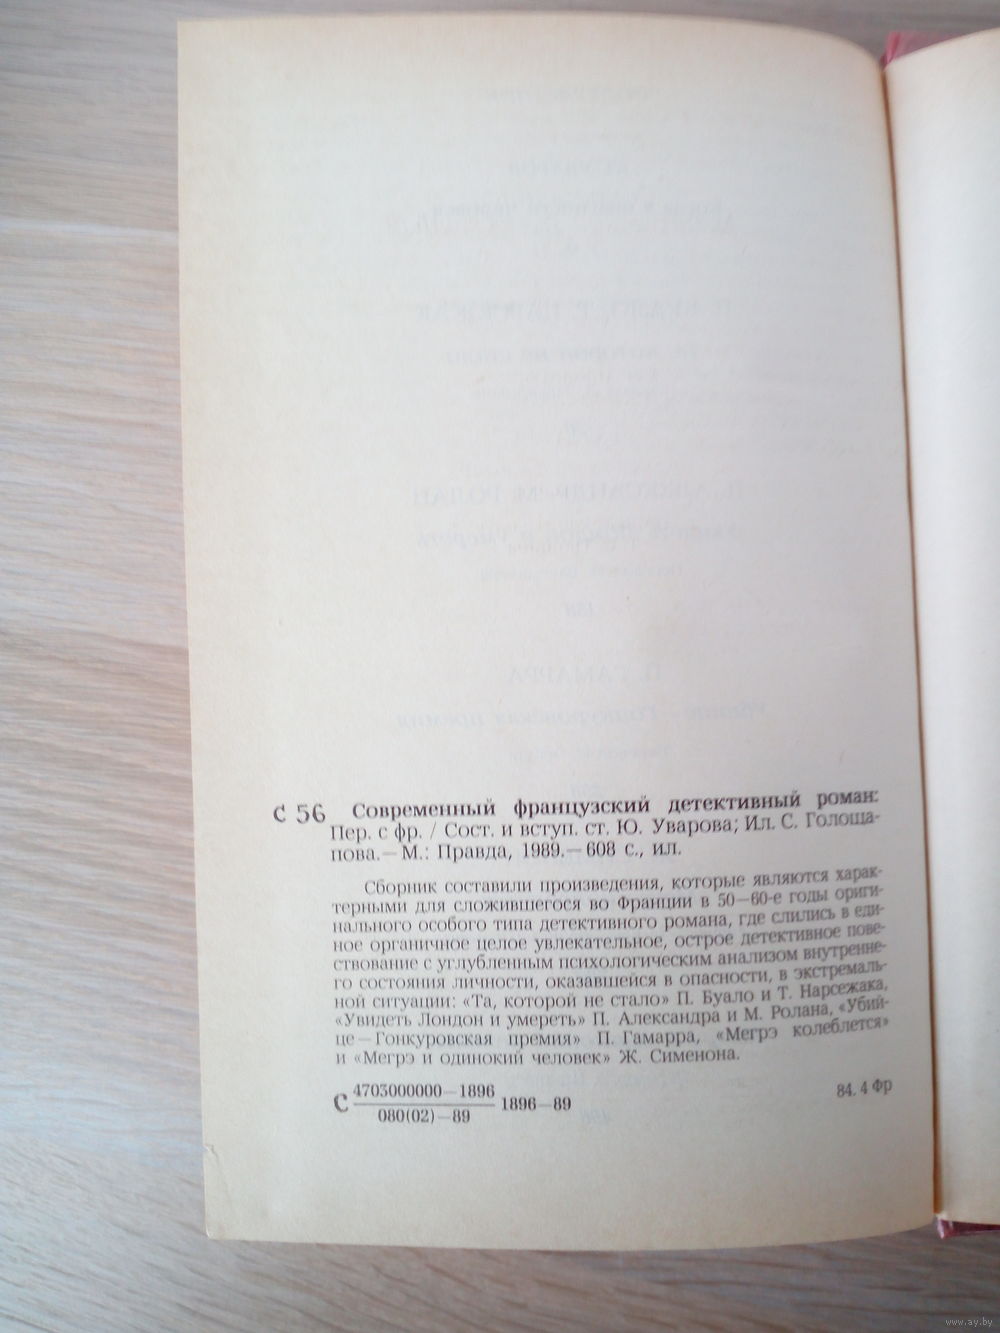 С 56 Современный французский детективный роман:
Пер. с фр. / Сост. и вступ. ст. Ю. Уварова; Ил. С. Голоща-
пова.— М.: Правда, 1989.— 608 с., ил.
Сборник составили произведения, которые являются харак-
терными для сложившегося во Франции в 50—60-е годы ориги-
нального особого типа детективного романа, где слились в еди-
ное органичное целое увлекательное, острое детективное пове-
ствование с углубленным психологическим анализом внутренне-
го состояния личности, оказавшейся в опасности, в экстремаль-
ной ситуации: «Та, которой не стало» П. Буало и Т. Нарсежака,
«Увидеть Лондон и умереть» П. Александра и М. Ролана, «Убий-
це — Гонкуровская премия» П. Гамарра, «Мегрэ колеблется»
и «Мегрэ и одинокий человек» Ж. Сименона.
С 4703000000—1896
080(02)—89
1896—89
84.4 Фр
www.ay.by